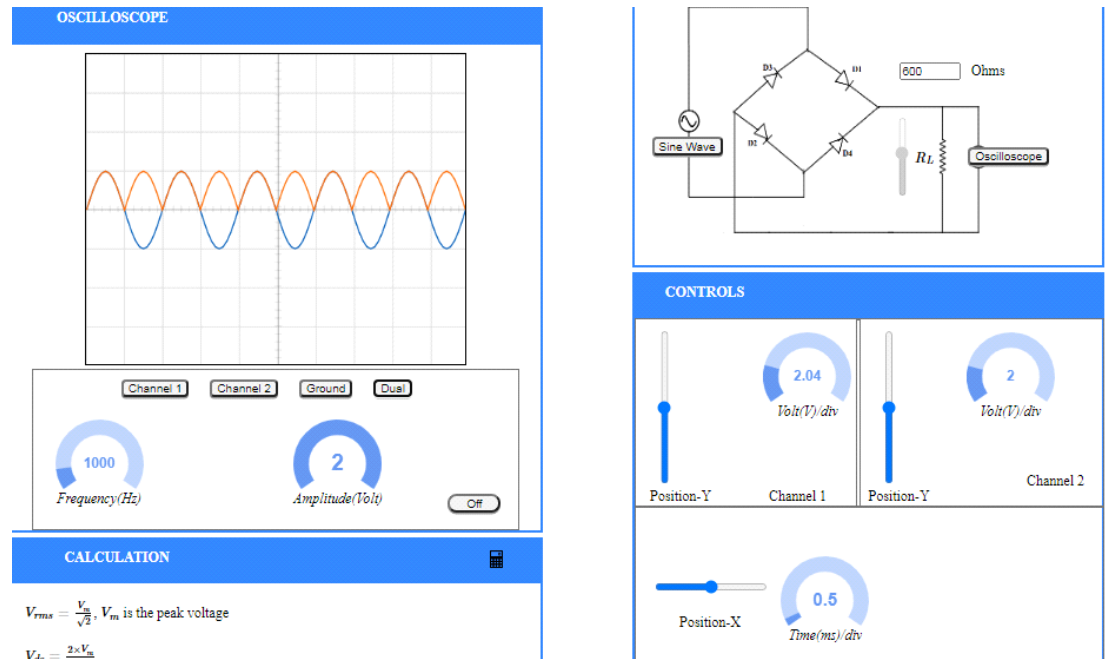 OSCILLOSCOPE
Channel 1 Channel 2 Ground Dual
1000
Frequency(Hz)
2
Amplitude(Volt)
Off
CALCULATION
V_rms = V_m/√2, V_m is the peak voltage
2×V_m
D3
D1
D2
D4
600 Ohms
Sine Wave
R_L
Oscilloscope
CONTROLS
2.04
Volt(V)/div
Position-Y Channel 1
2
Volt(V)/div
Position-Y Channel 2
Position-X
0.5
Time(ms)/div